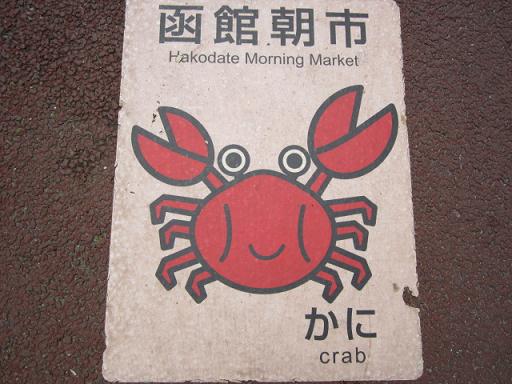 函館朝市
Hakodate Morning Market
かに
crab